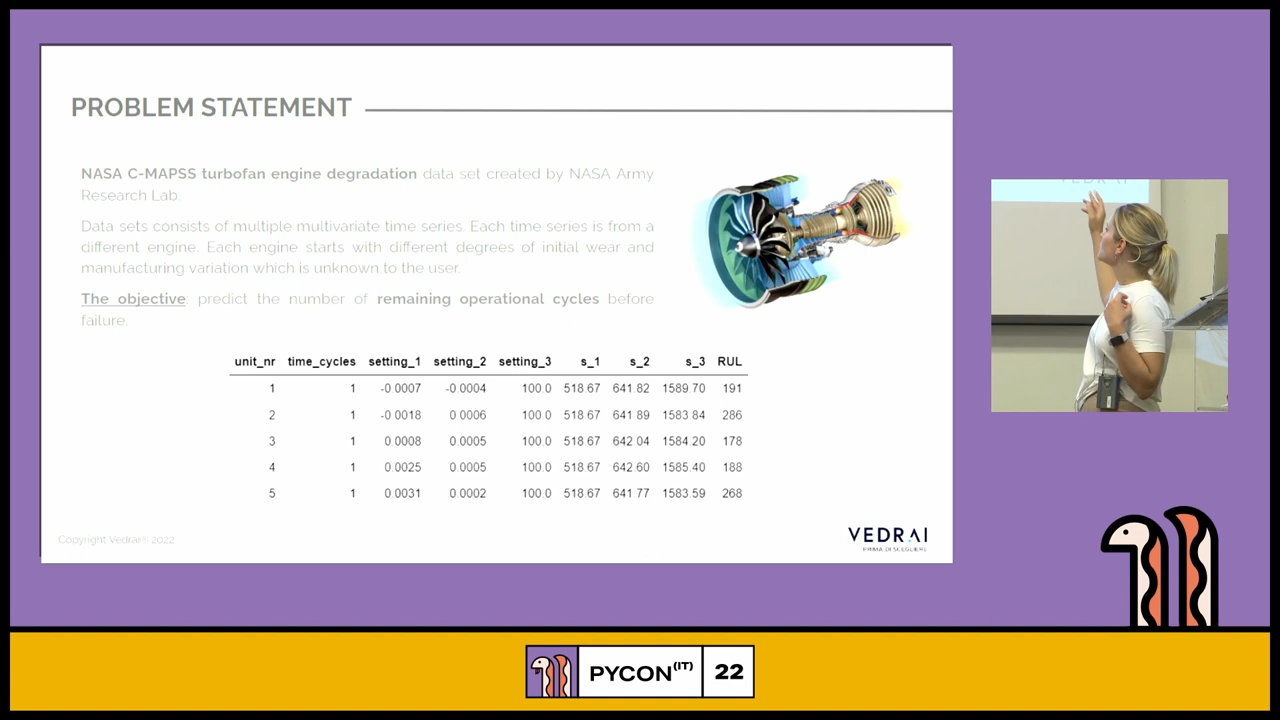 PROBLEM STATEMENT
NASA C-MAPSS turbofan engine degradation data set created by NASA Army
Research Lab.
Data sets consists of multiple multivariate time series. Each time series is from a
different engine. Each engine starts with different degrees of initial wear and
manufacturing variation which is unknown to the user.
The objective: predict the number of remaining operational cycles before
failure.
unit_nr time_cycles setting_1 setting_2 setting_3 s_1 s_2 s_3 RUL
1 1 -0.0007 -0.0004 100.0 518.67 641.82 1589.70 191
2 1 -0.0018 0.0006 100.0 518.67 641.89 1583.84 286
3 1 0.0008 0.0005 100.0 518.67 642.04 1584.20 178
4 1 0.0025 0.0005 100.0 518.67 642.60 1585.40 188
5 1 0.0031 0.0002 100.0 518.67 641.77 1583.59 268
Copyright Vedrai® 2022
VEDRAI
PRIMA DI SCEGLIERE
VEDRAI
PYCON(IT) 22